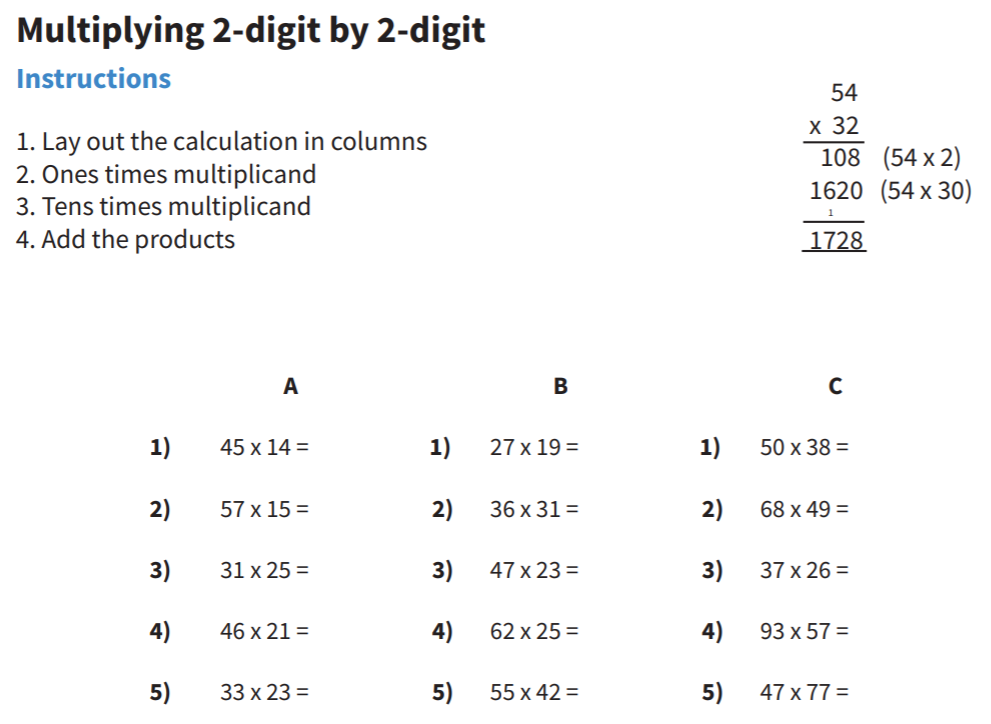 Multiplying 2-digit by 2-digit
Instructions
1. Lay out the calculation in columns
2. Ones times multiplicand
3. Tens times multiplicand
4. Add the products
54
x 32
108 (54 x 2)
1620 (54 x 30)
1
1728
A B C
1) 45 x 14 = 1) 27 x 19 = 1) 50 x 38 =
2) 57 x 15 = 2) 36 x 31 = 2) 68 x 49 =
3) 31 x 25 = 3) 47 x 23 = 3) 37 x 26 =
4) 46 x 21 = 4) 62 x 25 = 4) 93 x 57 =
5) 33 x 23 = 5) 55 x 42 = 5) 47 x 77 =